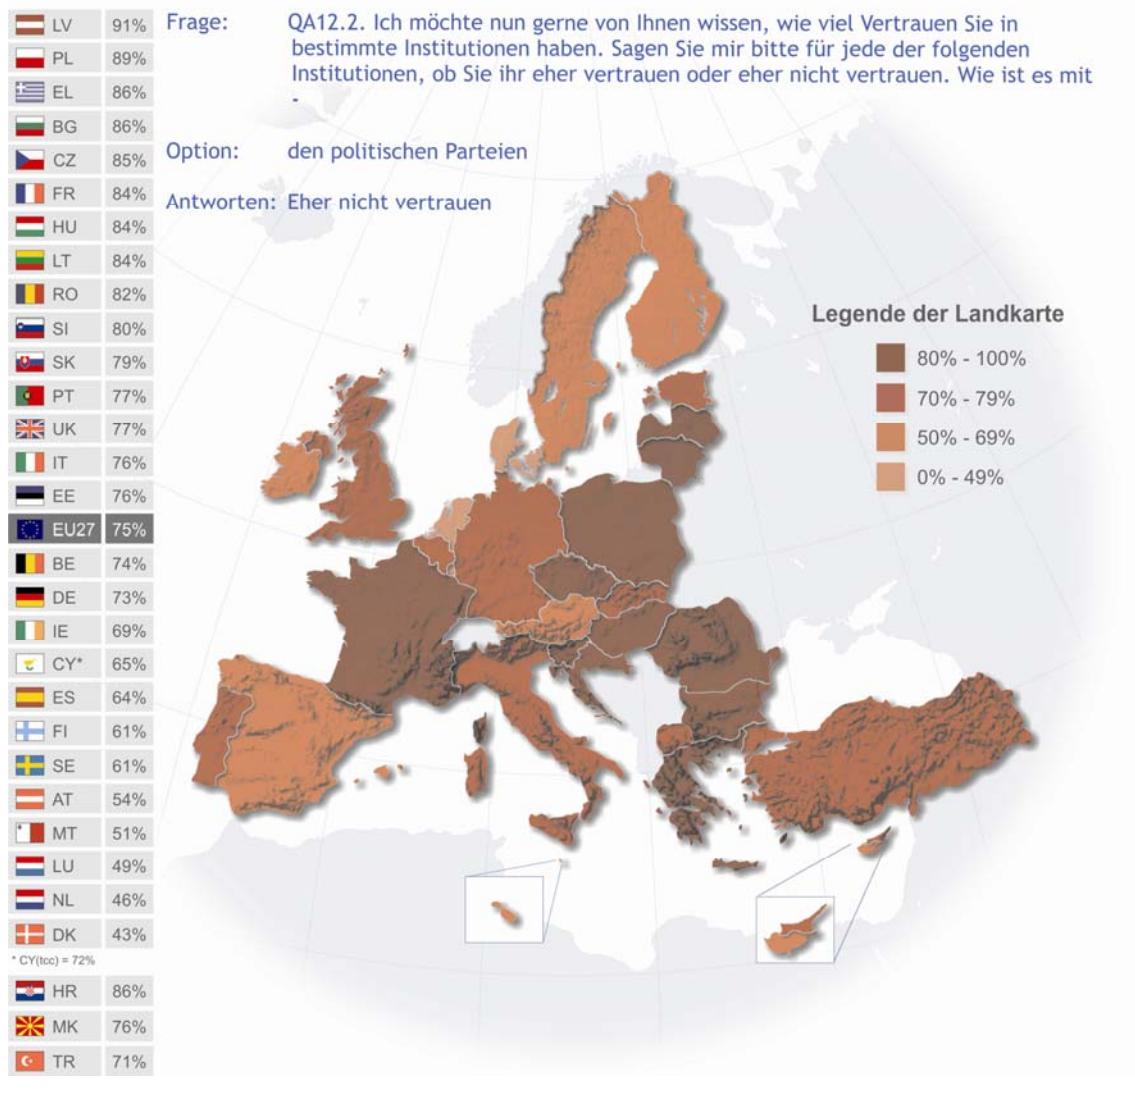 Frage: QA12.2. Ich möchte nun gerne von Ihnen wissen, wie viel Vertrauen Sie in
bestimmte Institutionen haben. Sagen Sie mir bitte für jede der folgenden
Institutionen, ob Sie ihr eher vertrauen oder eher nicht vertrauen. Wie ist es mit
-
Option: den politischen Parteien
Antworten: Eher nicht vertrauen
LV 91%
PL 89%
EL 86%
BG 86%
CZ 85%
FR 84%
HU 84%
LT 84%
RO 82%
SI 80%
SK 79%
PT 77%
UK 77%
IT 76%
EE 76%
EU27 75%
BE 74%
DE 73%
IE 69%
CY* 65%
ES 64%
FI 61%
SE 61%
AT 54%
MT 51%
LU 49%
NL 46%
DK 43%
* CY(tcc) = 72%
HR 86%
MK 76%
TR 71%
Legende der Landkarte
80% - 100%
70% - 79%
50% - 69%
0% - 49%